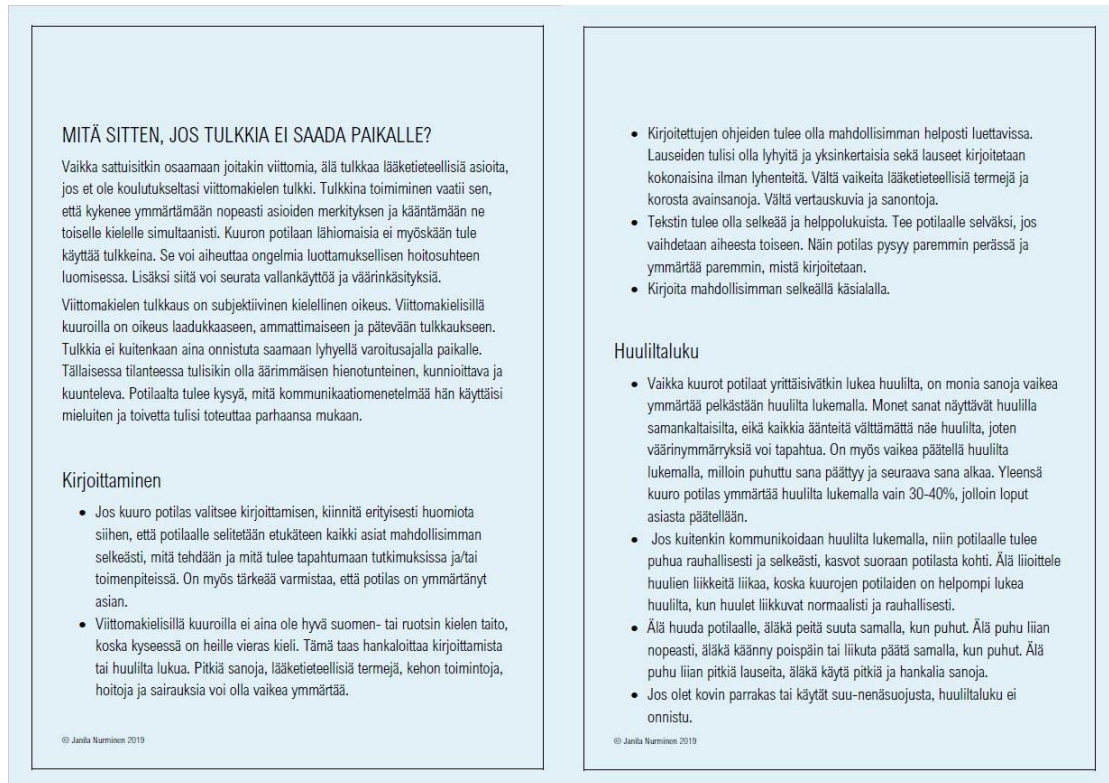 MITÄ SITTEN, JOS TULKKIA EI SAADA PAIKALLE?
Vaikka sattuisitkin osaamaan joitakin viittomia, älä tulkkaa lääketieteellisiä asioita,
jos et ole koulutukseltasi viittomakielen tulkki. Tulkkina toimiminen vaatii sen,
että kykenee ymmärtämään nopeasti asioiden merkityksen ja kääntämään ne
toiselle kielelle simultaanisti. Kuuron potilaan lähiomaisia ei myöskään tule
käyttää tulkkeina. Se voi aiheuttaa ongelmia luottamuksellisen hoitosuhteen
luomisessa. Lisäksi siitä voi seurata vallankäyttöä ja väärinkäsityksiä.
Viittomakielen tulkkaus on subjektiivinen kielellinen oikeus. Viittomakielisillä
kuuroilla on oikeus laadukkaaseen, ammattimaiseen ja pätevään tulkkaukseen.
Tulkkia ei kuitenkaan aina onnistuta saamaan lyhyellä varoitusajalla paikalle.
Tällaisessa tilanteessa tulisikin olla äärimmäisen hienotunteinen, kunnioittava ja
kuunteleva. Potilaalta tulee kysyä, mitä kommunikaatiomenetelmää hän käyttäisi
mieluiten ja toivetta tulisi toteuttaa parhaansa mukaan.
Kirjoittaminen
• Jos kuuro potilas valitsee kirjoittamisen, kiinnitä erityisesti huomiota
siihen, että potilaalle selitetään etukäteen kaikki asiat mahdollisimman
selkeästi, mitä tehdään ja mitä tulee tapahtumaan tutkimuksissa ja/tai
toimenpiteissä. On myös tärkeää varmistaa, että potilas on ymmärtänyt
asian.
• Viittomakielisillä kuuroilla ei aina ole hyvä suomen- tai ruotsin kielen taito,
koska kyseessä on heille vieras kieli. Tämä taas hankaloittaa kirjoittamista
tai huulilta lukua. Pitkiä sanoja, lääketieteellisiä termejä, kehon toimintoja,
hoitoja ja sairauksia voi olla vaikea ymmärtää.
© Janita Nurminen 2019
• Kirjoitettujen ohjeiden tulee olla mahdollisimman helposti luettavissa.
Lauseiden tulisi olla lyhyitä ja yksinkertaisia sekä lauseet kirjoitetaan
kokonaisina ilman lyhenteitä. Vältä vaikeita lääketieteellisiä termejä ja
korosta avainsanoja. Vältä vertauskuvia ja sanontoja.
• Tekstin tulee olla selkeää ja helppolukuista. Tee potilaalle selväksi, jos
vaihdetaan aiheesta toiseen. Näin potilas pysyy paremmin perässä ja
ymmärtää paremmin, mistä kirjoitetaan.
• Kirjoita mahdollisimman selkeällä käsialalla.
Huuliltaluku
• Vaikka kuurot potilaat yrittäisivätkin lukea huulilta, on monia sanoja vaikea
ymmärtää pelkästään huulilta lukemalla. Monet sanat näyttävät huulilla
samankaltaisilta, eikä kaikkia äänteitä välttämättä näe huulilta, joten
väärinymmärryksiä voi tapahtua. On myös vaikea päätellä huulilta
lukemalla, milloin puhuttu sana päättyy ja seuraava sana alkaa. Yleensä
kuuro potilas ymmärtää huulilta lukemalla vain 30-40%, jolloin loput
asiasta päätellään.
• Jos kuitenkin kommunikoidaan huulilta lukemalla, niin potilaalle tulee
puhua rauhallisesti ja selkeästi, kasvot suoraan potilasta kohti. Älä liioittele
huulien liikkeitä liikaa, koska kuurojen potilaiden on helpompi lukea
huulilta, kun huulet liikkuvat normaalisti ja rauhallisesti.
• Älä huuda potilaalle, äläkä peitä suuta samalla, kun puhut. Älä puhu liian
nopeasti, äläkä käänny poispäin tai liikuta päätä samalla, kun puhut. Älä
puhu liian pitkiä lauseita, äläkä käytä pitkiä ja hankalia sanoja.
• Jos olet kovin parrakas tai käytät suu-nenäsuojusta, huuliltaluku ei
onnistu.
© Janita Nurminen 2019